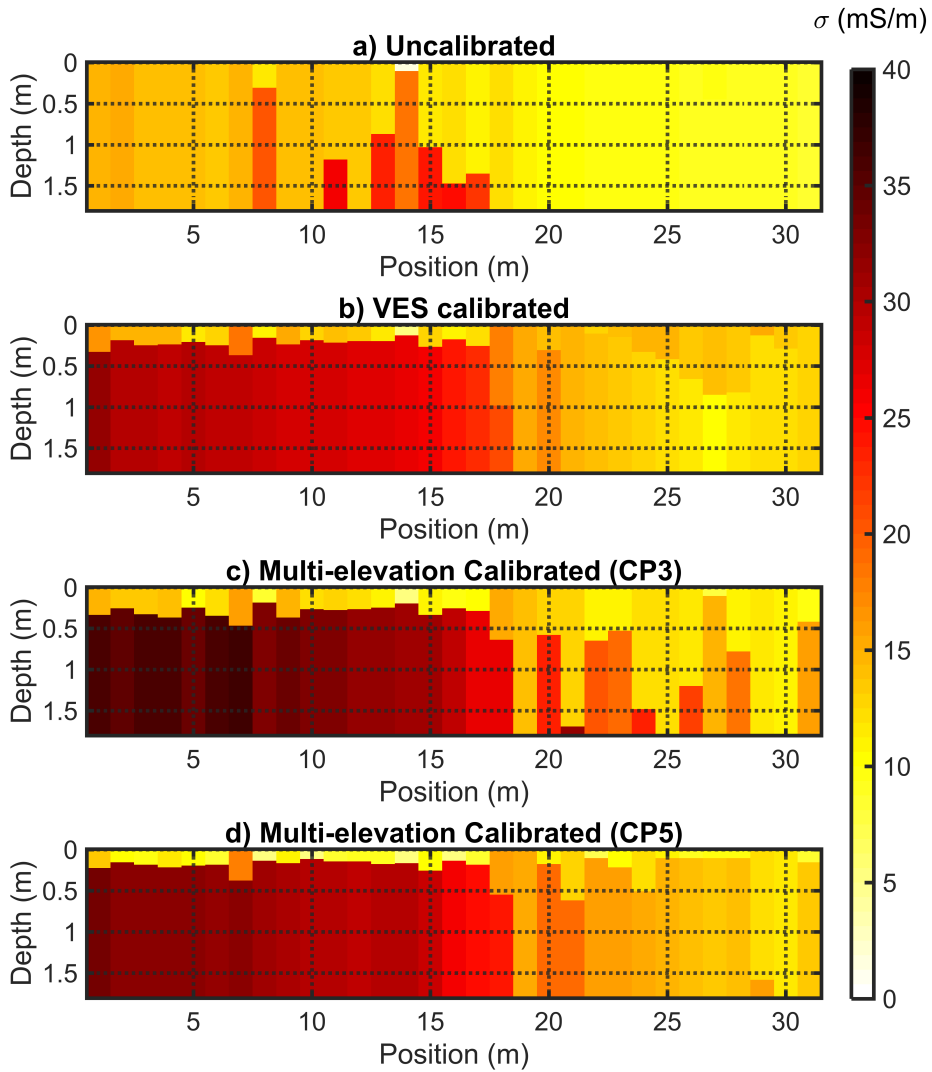 σ (mS/m)
a) Uncalibrated
0
0.5
1
1.5
Depth (m)
5 10 15 20 25 30
Position (m)
b) VES calibrated
0
0.5
1
1.5
Depth (m)
5 10 15 20 25 30
Position (m)
c) Multi-elevation Calibrated (CP3)
0
0.5
1
1.5
Depth (m)
5 10 15 20 25 30
Position (m)
d) Multi-elevation Calibrated (CP5)
0
0.5
1
1.5
Depth (m)
5 10 15 20 25 30
Position (m)
40
35
30
25
20
15
10
5
0